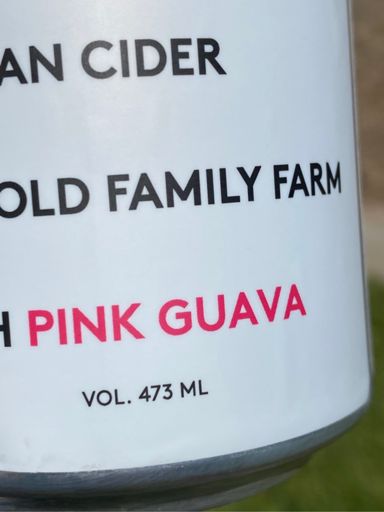 AN CIDER
OLD FAMILY FARM
H PINK GUAVA
VOL. 473 ML